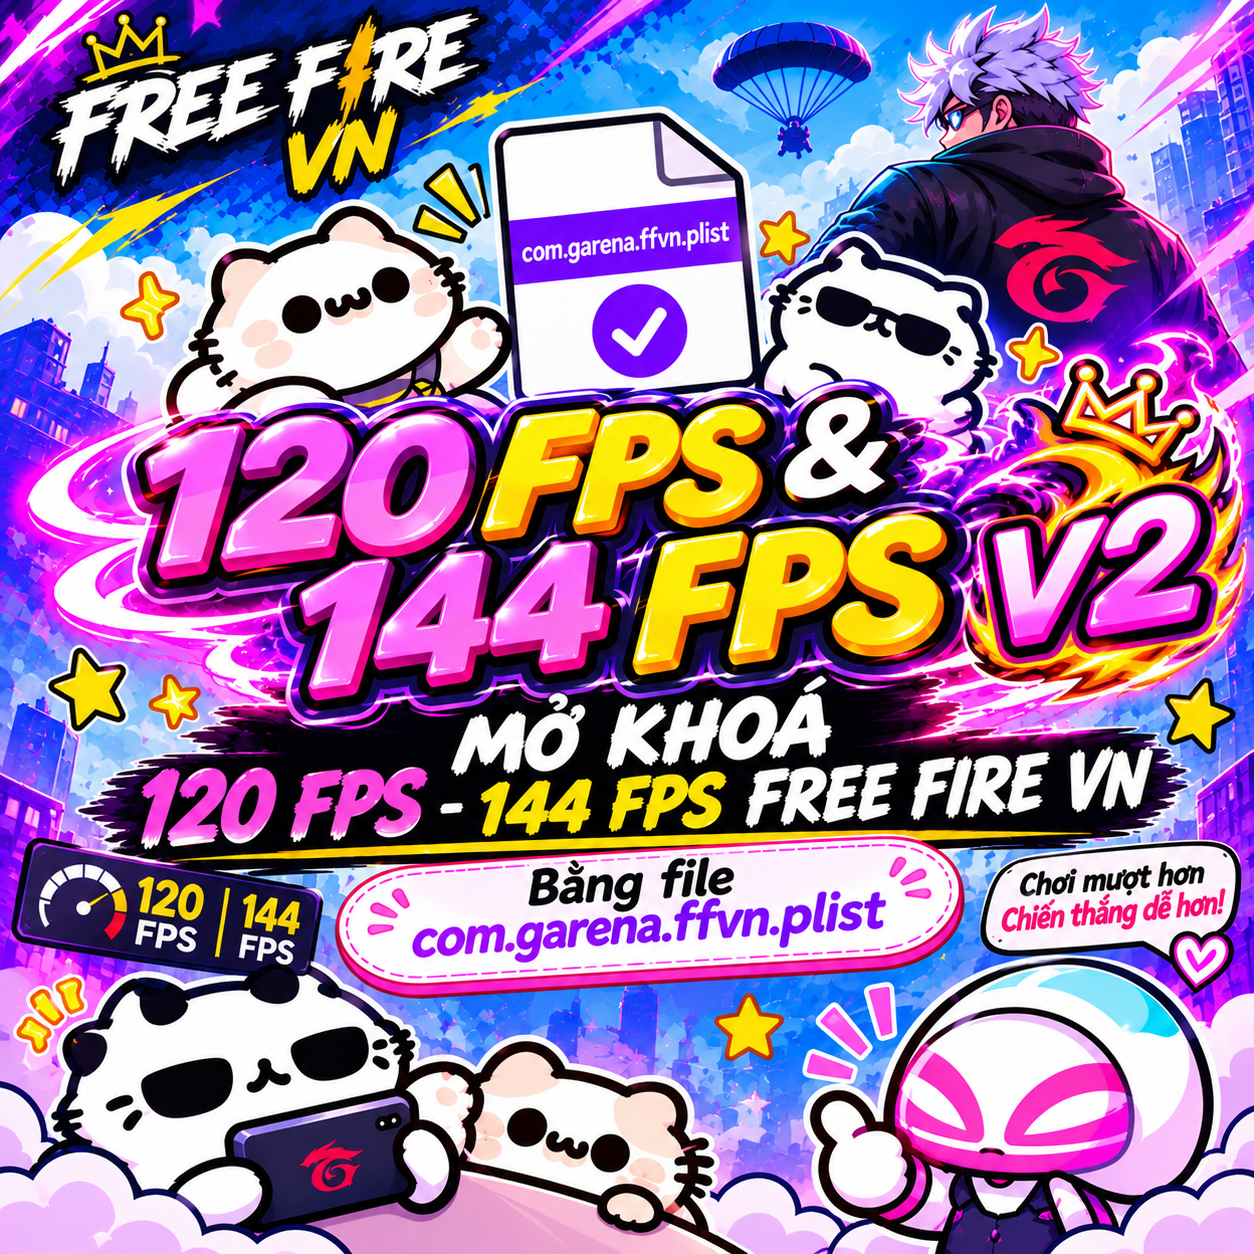 FREE FIRE
VN
com.garena.ffvn.plist
120 FPS &
144 FPS v2
MỞ KHOÁ
120 FPS - 144 FPS FREE FIRE VN
Bằng file
com.garena.ffvn.plist
120 FPS | 144 FPS
Chơi mượt hơn
Chiến thắng dễ hơn!